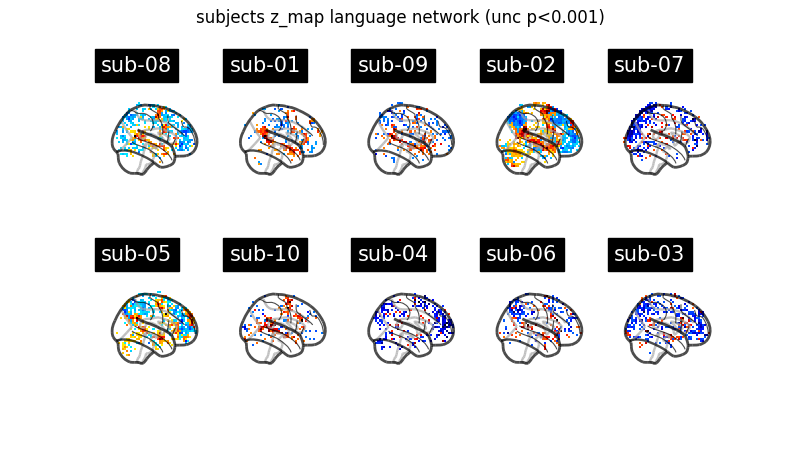 subjects z_map language network (unc p<0.001)
sub-08
sub-01
sub-09
sub-02
sub-07
sub-05
sub-10
sub-04
sub-06
sub-03